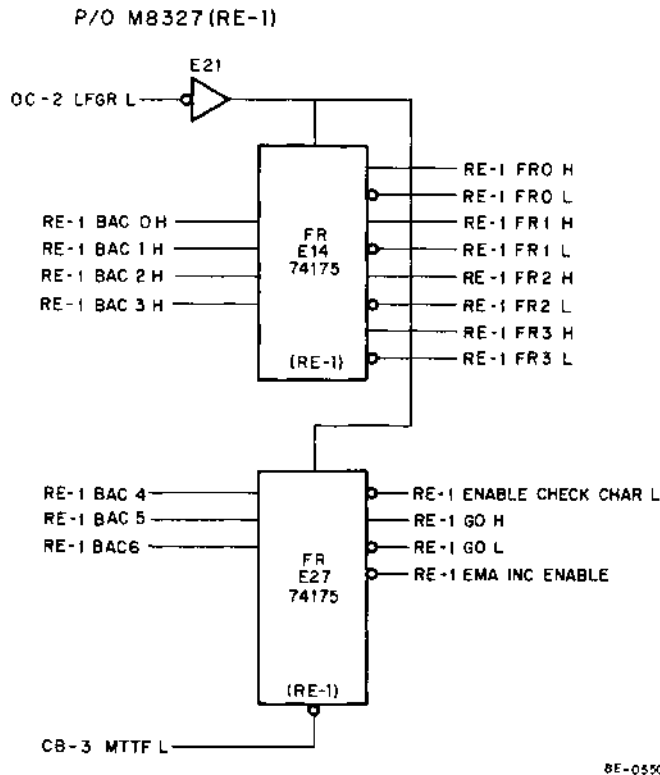 P/O M8327(RE-1)
E21
OC-2 LFGR L
RE-1 FR0 H
RE-1 FR0 L
RE-1 BAC 0H
RE-1 FR1 H
RE-1 BAC 1 H
FR
E14
74175
RE-1 FR1 L
RE-1 BAC 2 H
RE-1 FR2 H
RE-1 BAC 3 H
RE-1 FR2 L
RE-1 FR3 H
(RE-1)
RE-1 FR3 L
RE-1 BAC 4
RE-1 ENABLE CHECK CHAR L
RE-1 BAC 5
RE-1 GO H
RE-1 BAC6
RE-1 GO L
FR
E27
74175
RE-1 EMA INC ENABLE
(RE-1)
CB-3 MTTF L